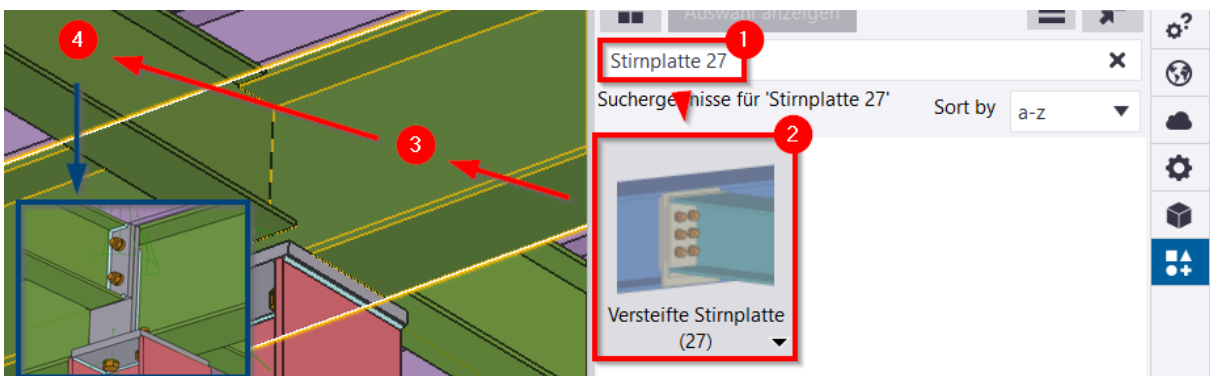 Auswahl anzeigen
4
1
Stirnplatte 27
Suchergebnisse für 'Stirnplatte 27'
Sort by
a-z
2
3
Versteifte Stirnplatte
(27)